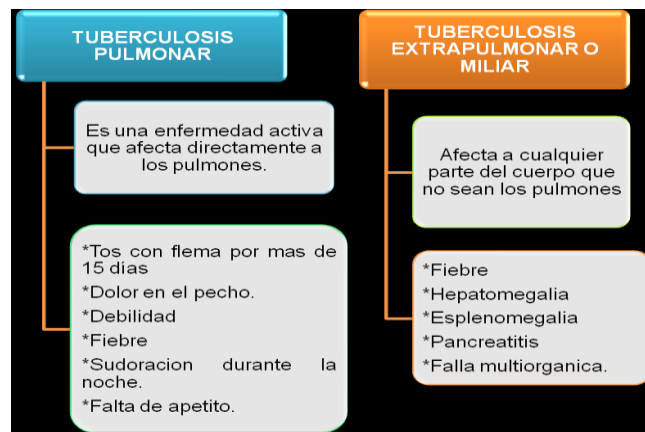 TUBERCULOSIS
PULMONAR
Es una enfermedad activa
que afecta directamente a
los pulmones.
*Tos con flema por mas de
15 días
*Dolor en el pecho.
*Debilidad
*Fiebre
*Sudoracion durante la
noche.
*Falta de apetito.
TUBERCULOSIS
EXTRAPULMONAR O
MILIAR
Afecta a cualquier
parte del cuerpo que
no sean los pulmones
*Fiebre
*Hepatomegalia
*Esplenomegalia
*Pancreatitis
*Falla multiorganica.